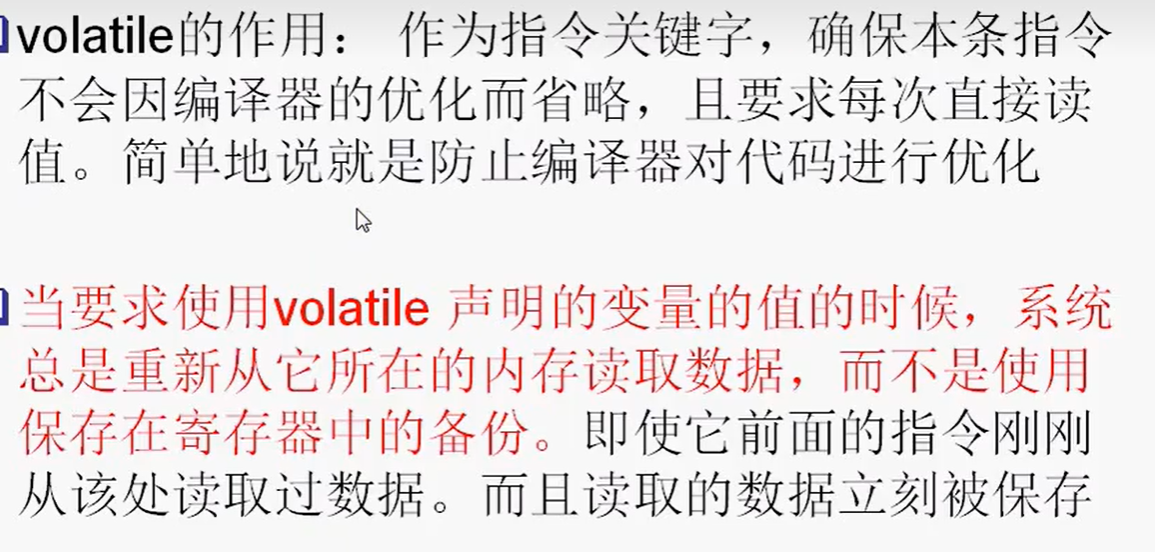 volatile的作用： 作为指令关键字，确保本条指令
不会因编译器的优化而省略，且要求每次直接读
值。简单地说就是防止编译器对代码进行优化
当要求使用volatile 声明的变量的值的时候，系统
总是重新从它所在的内存读取数据，而不是使用
保存在寄存器中的备份。即使它前面的指令刚刚
从该处读取过数据。而且读取的数据立刻被保存